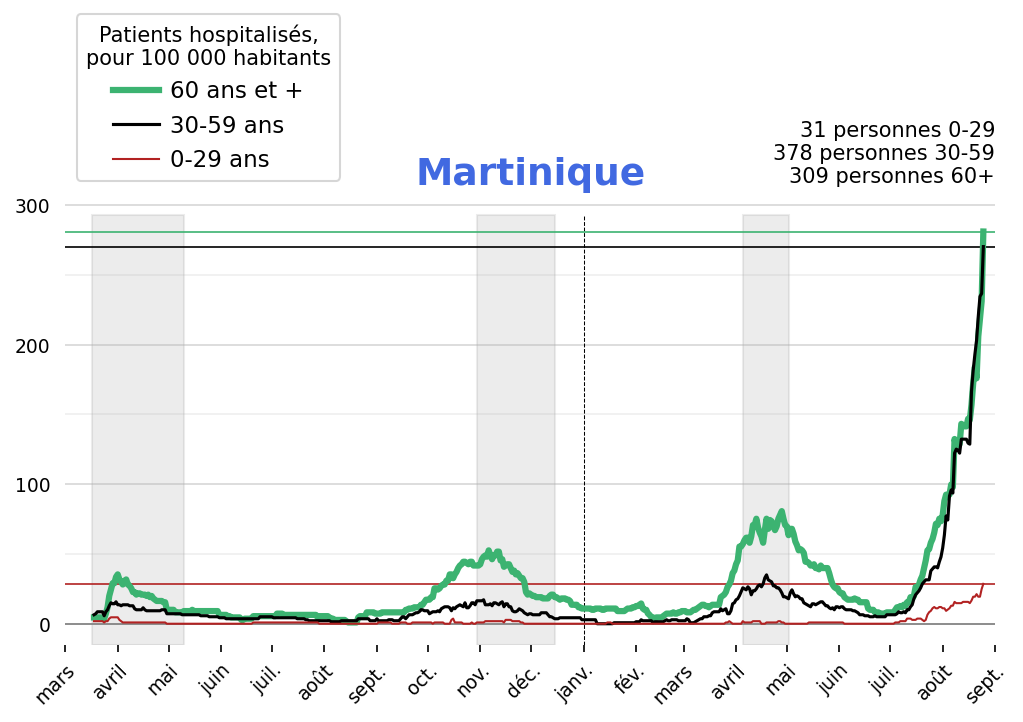 Patients hospitalisés,
pour 100 000 habitants
60 ans et +
30-59 ans
0-29 ans
Martinique
31 personnes 0-29
378 personnes 30-59
309 personnes 60+
300
200
100
0
mars
avril
mai
juin
juil.
août
sept.
oct.
nov.
déc.
janv.
fév.
mars
avril
mai
juin
juil.
août
sept.